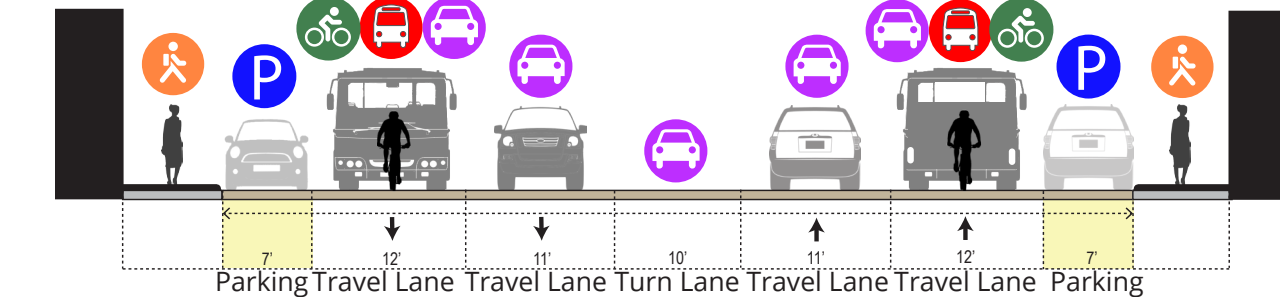 P
P
7’ 12’ 11’ 10’ 11’ 12’ 7’
Parking Travel Lane Travel Lane Turn Lane Travel Lane Travel Lane Parking